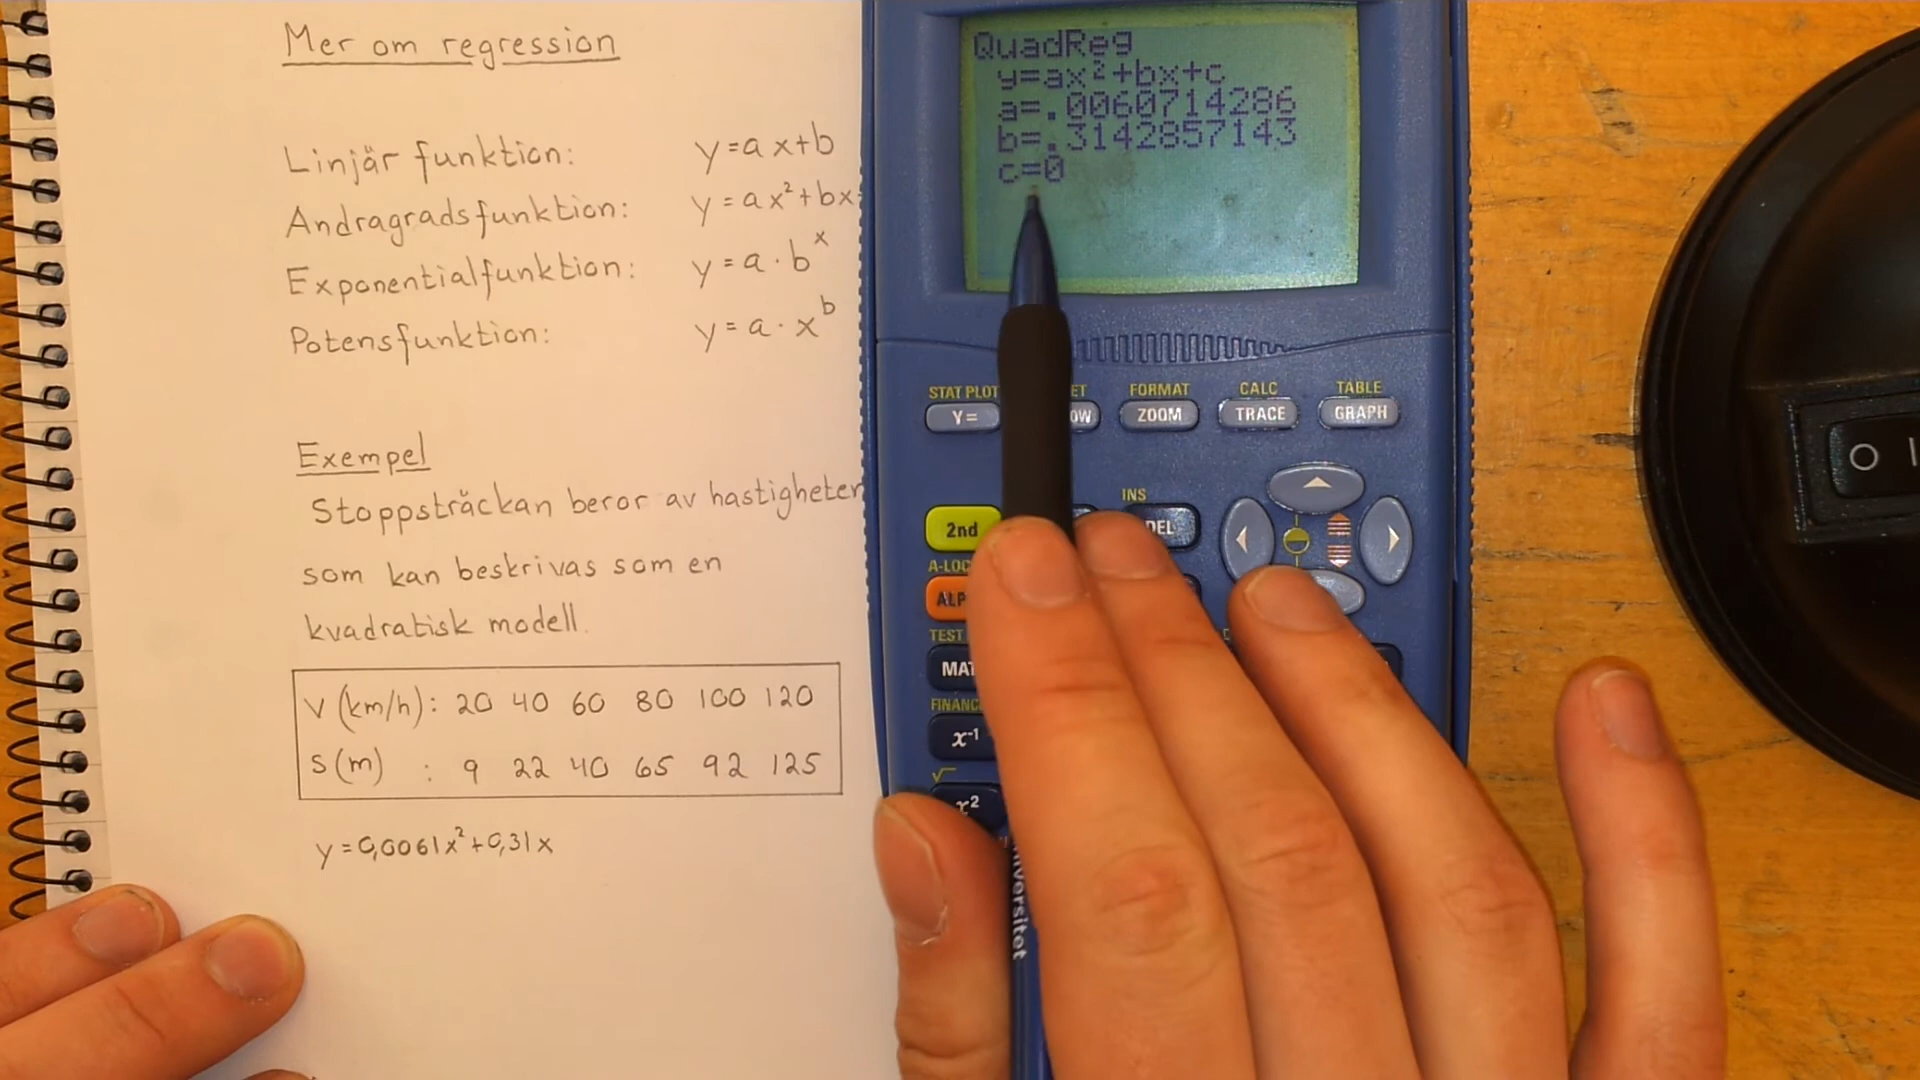 Mer om regression
Linjär funktion: y=ax+b
Andragradsfunktion: y=ax²+bx
Exponentialfunktion: y=a·bˣ
Potensfunktion: y=a·xᵇ
Exempel
Stoppsträckan beror av hastigheten
som kan beskrivas som en
kvadratisk modell.
V (km/h): 20 40 60 80 100 120
S(m) : 9 22 40 65 92 125
y=0,0061x²+0,31x
QuadReg
y=ax²+bx+c
a=.0060714286
b=.3142857143
c=0
STAT PLOT FORMAT CALC TABLE
Y= ZOOM TRACE GRAPH
INS
2nd DEL
TEST
x⁻¹
√
x²
O I